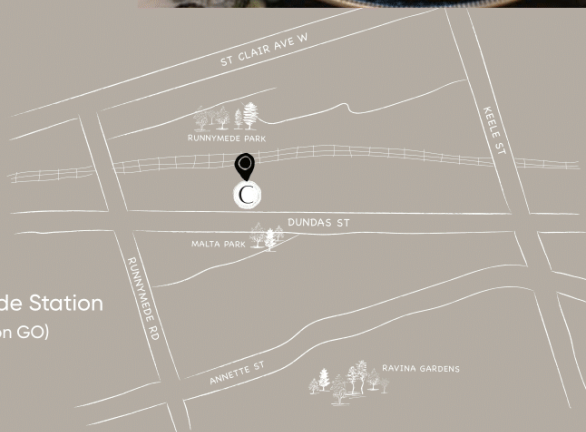 ST CLAIR AVE W
KEELE ST
RUNNYMEDE PARK
C
DUNDAS ST
MALTA PARK
RUNNYMEDE RD
de Station
on GO)
ANNETTE ST
RAVINA GARDENS